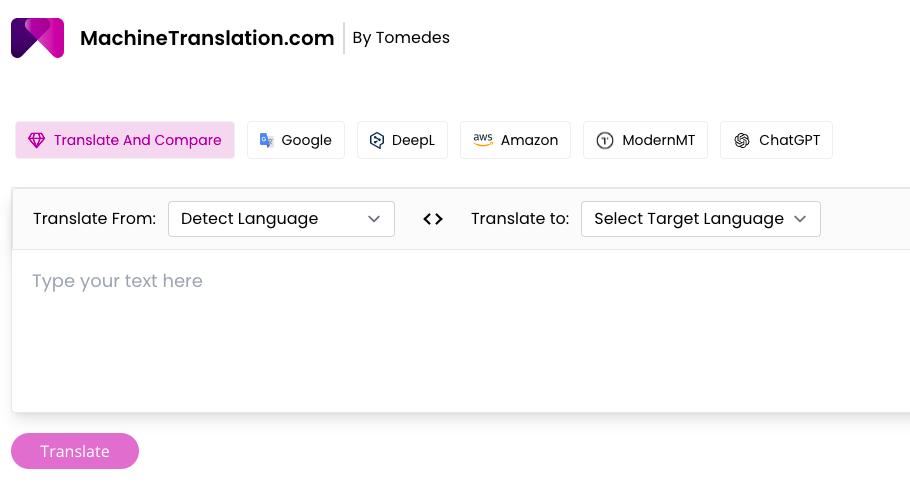 MachineTranslation.com By Tomedes
Translate And Compare Google DeepL aws Amazon ModernMT ChatGPT
Translate From: Detect Language <> Translate to: Select Target Language
Type your text here
Translate